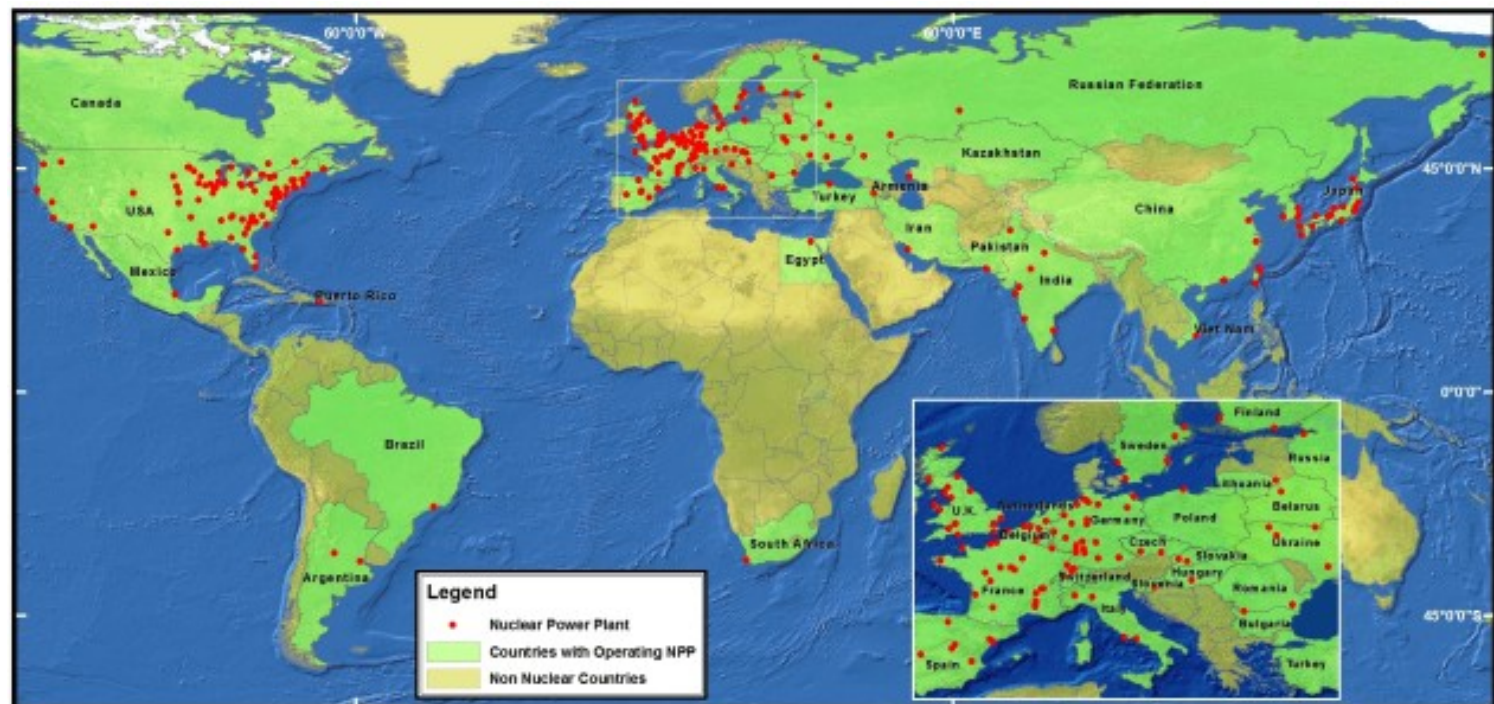 60°0'0"W
60°0'0"E
Canada
Russian Federation
Kazakhstan
45°0'N
USA
Turkey
Armenia
Japan
China
Iran
Mexico
Egypt
Pakistan
India
Puerto Rico
Viet Nam
0°0'0"
Brazil
South Africa
Argentina
45°0'0"S
Legend
Nuclear Power Plant
Countries with Operating NPP
Non Nuclear Countries
Finland
Sweden
Russia
Lithuania
Netherlands
U.K.
Belarus
Germany
Poland
Belgium
Czech
Ukraine
Slovakia
Switzerland
Hungary
Slovenia
France
Romania
Italy
Bulgaria
Spain
Turkey